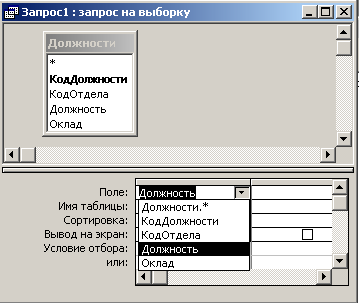 Запрос1 : запрос на выборку
Должности
*
КодДолжности
КодОтдела
Должность
Оклад
Поле: Должность
Имя таблицы:
Сортировка:
Вывод на экран:
Условие отбора:
или:
Должности.*
КодДолжности
КодОтдела
Должность
Оклад